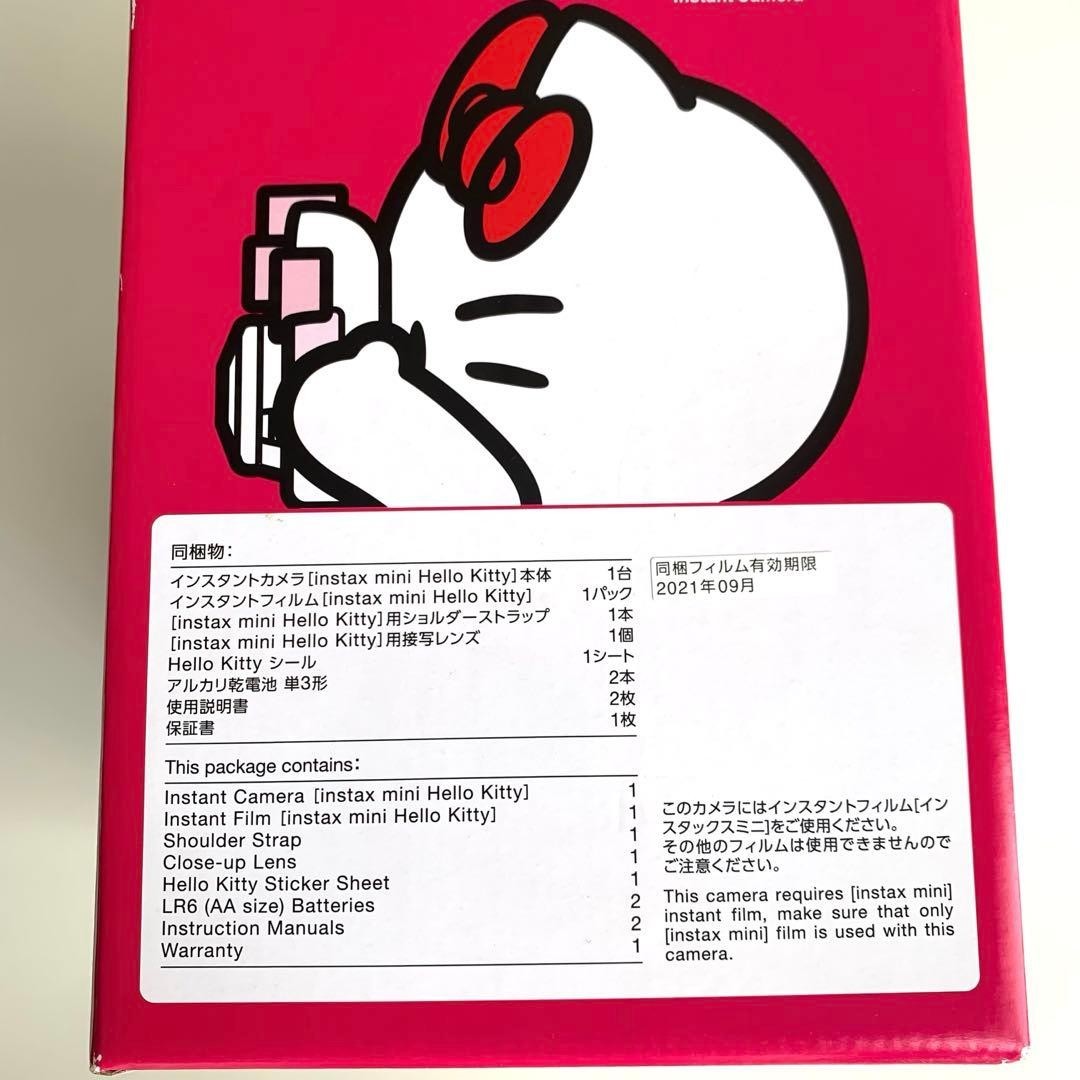 Instant Camera
同梱物：
インスタントカメラ[instax mini Hello Kitty]本体 1台
インスタントフィルム[instax mini Hello Kitty] 1パック
[instax mini Hello Kitty]用ショルダーストラップ 1本
[instax mini Hello Kitty]用接写レンズ 1個
Hello Kitty シール 1シート
アルカリ乾電池 単3形 2本
使用説明書 2枚
保証書 1枚
同梱フィルム有効期限
2021年09月
This package contains:
Instant Camera [instax mini Hello Kitty] 1
Instant Film [instax mini Hello Kitty] 1
Shoulder Strap 1
Close-up Lens 1
Hello Kitty Sticker Sheet 1
LR6 (AA size) Batteries 2
Instruction Manuals 2
Warranty 1
このカメラにはインスタントフィルム[イン
スタックスミニ]をご使用ください。
その他のフィルムは使用できませんので
ご注意ください。
This camera requires [instax mini]
instant film, make sure that only
[instax mini] film is used with this
camera.